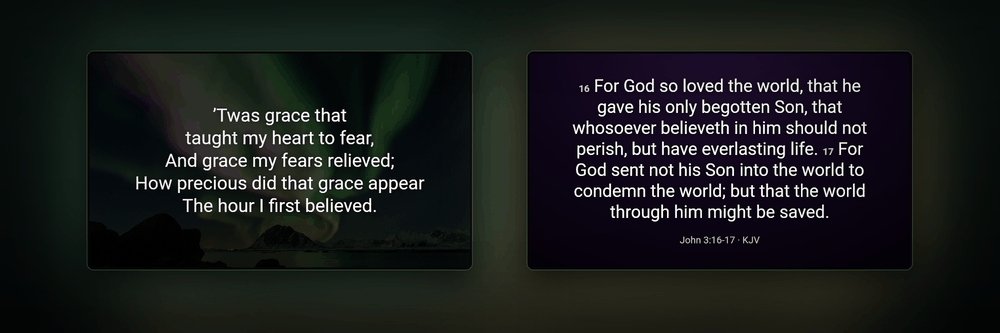 ’Twas grace that
taught my heart to fear,
And grace my fears relieved;
How precious did that grace appear
The hour I first believed.
16 For God so loved the world, that he
gave his only begotten Son, that
whosoever believeth in him should not
perish, but have everlasting life. 17 For
God sent not his Son into the world to
condemn the world; but that the world
through him might be saved.
John 3:16-17 · KJV